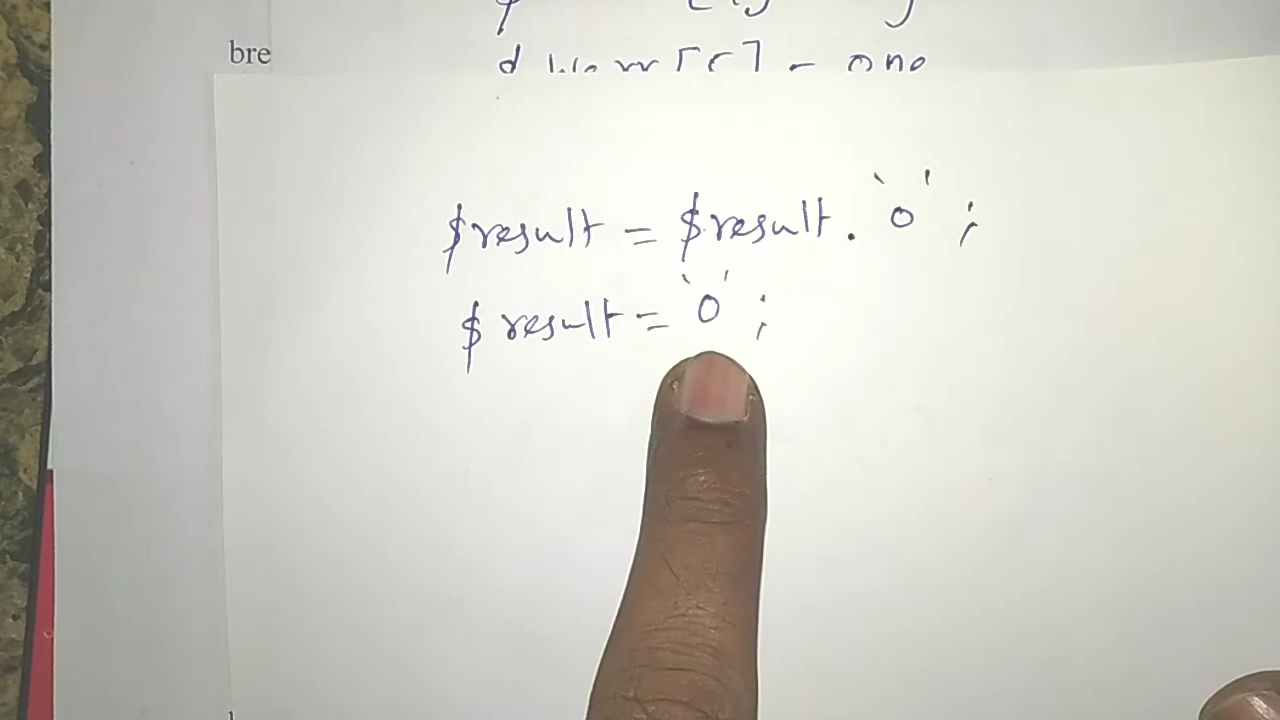 bre
$result = $result. '0' ;
$ result = '0' ;